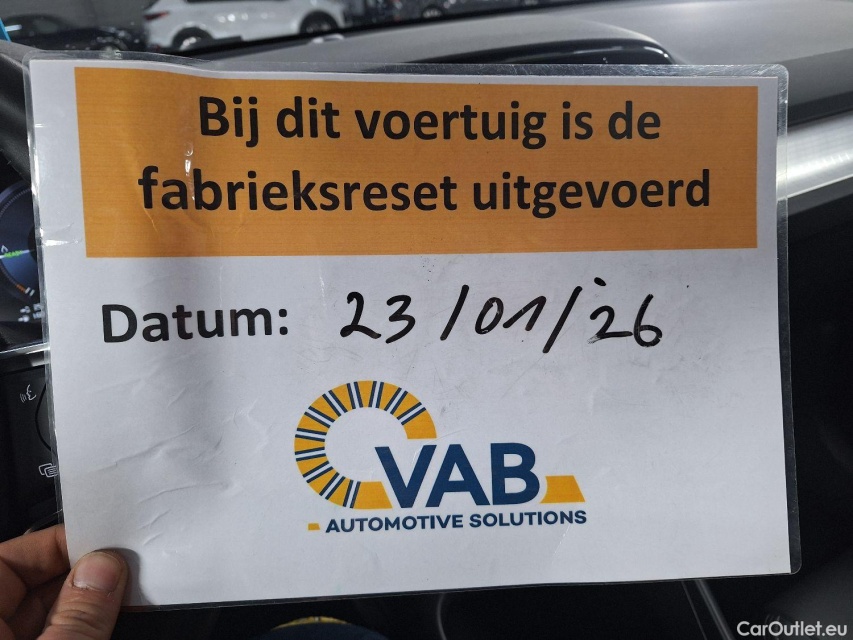 Bij dit voertuig is de
fabrieksreset uitgevoerd
Datum: 23/01/26
VAB
AUTOMOTIVE SOLUTIONS
CarOutlet.eu